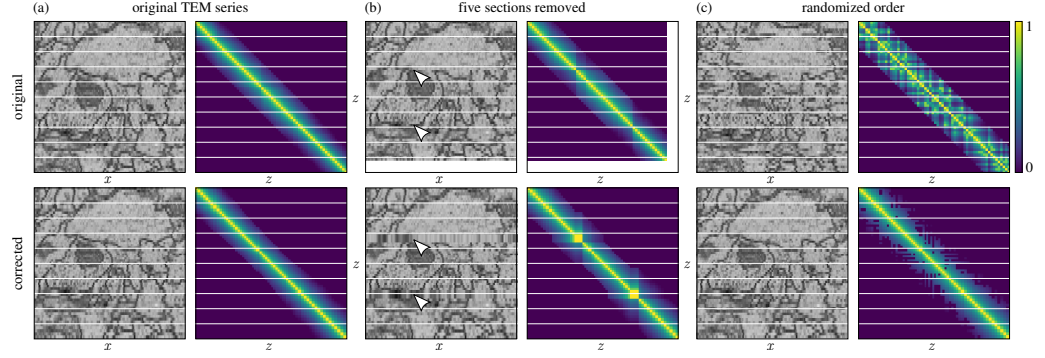 (a) original TEM series (b) five sections removed (c) randomized order
original z z 1
0
x z x z x z
corrected z z
x z x z x z